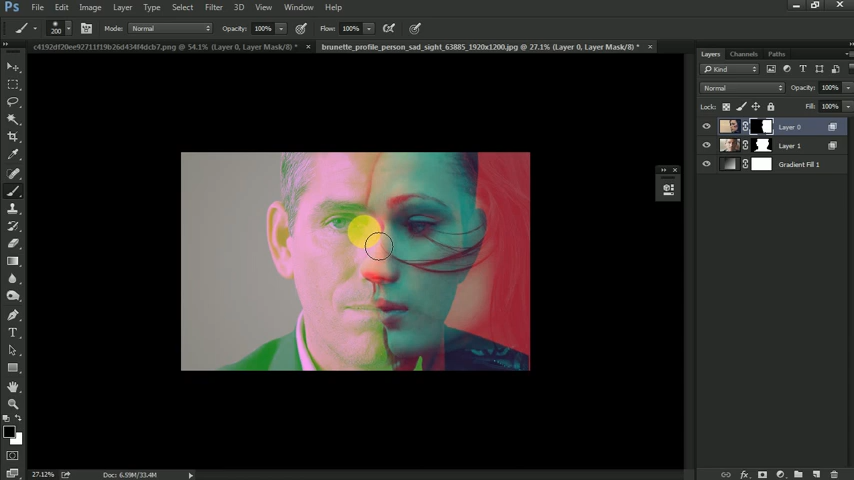 Ps File Edit Image Layer Type Select Filter 3D View Window Help
200 Mode: Normal Opacity: 100% Flow: 100%
c4192df20ee92711f19b26d434f4dcb7.png @ 54.1% (Layer 0, Layer Mask/8) * × brunette_profile_person_sad_sight_63885_1920x1200.jpg @ 27.1% (Layer 0, Layer Mask/8) * ×
Layers Channels Paths
Kind
Normal Opacity: 100%
Lock: Fill: 100%
Layer 0
Layer 1
Gradient Fill 1
27.12% Doc: 6.59M/33.4M